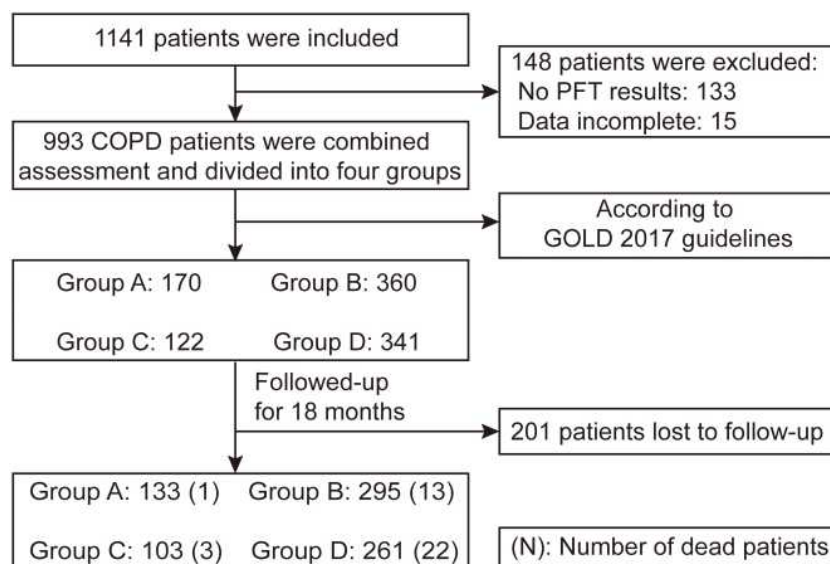 1141 patients were included
148 patients were excluded:
No PFT results: 133
Data incomplete: 15
993 COPD patients were combined
assessment and divided into four groups
According to
GOLD 2017 guidelines
Group A: 170 Group B: 360
Group C: 122 Group D: 341
Followed-up
for 18 months
201 patients lost to follow-up
Group A: 133 (1) Group B: 295 (13)
Group C: 103 (3) Group D: 261 (22)
(N): Number of dead patients